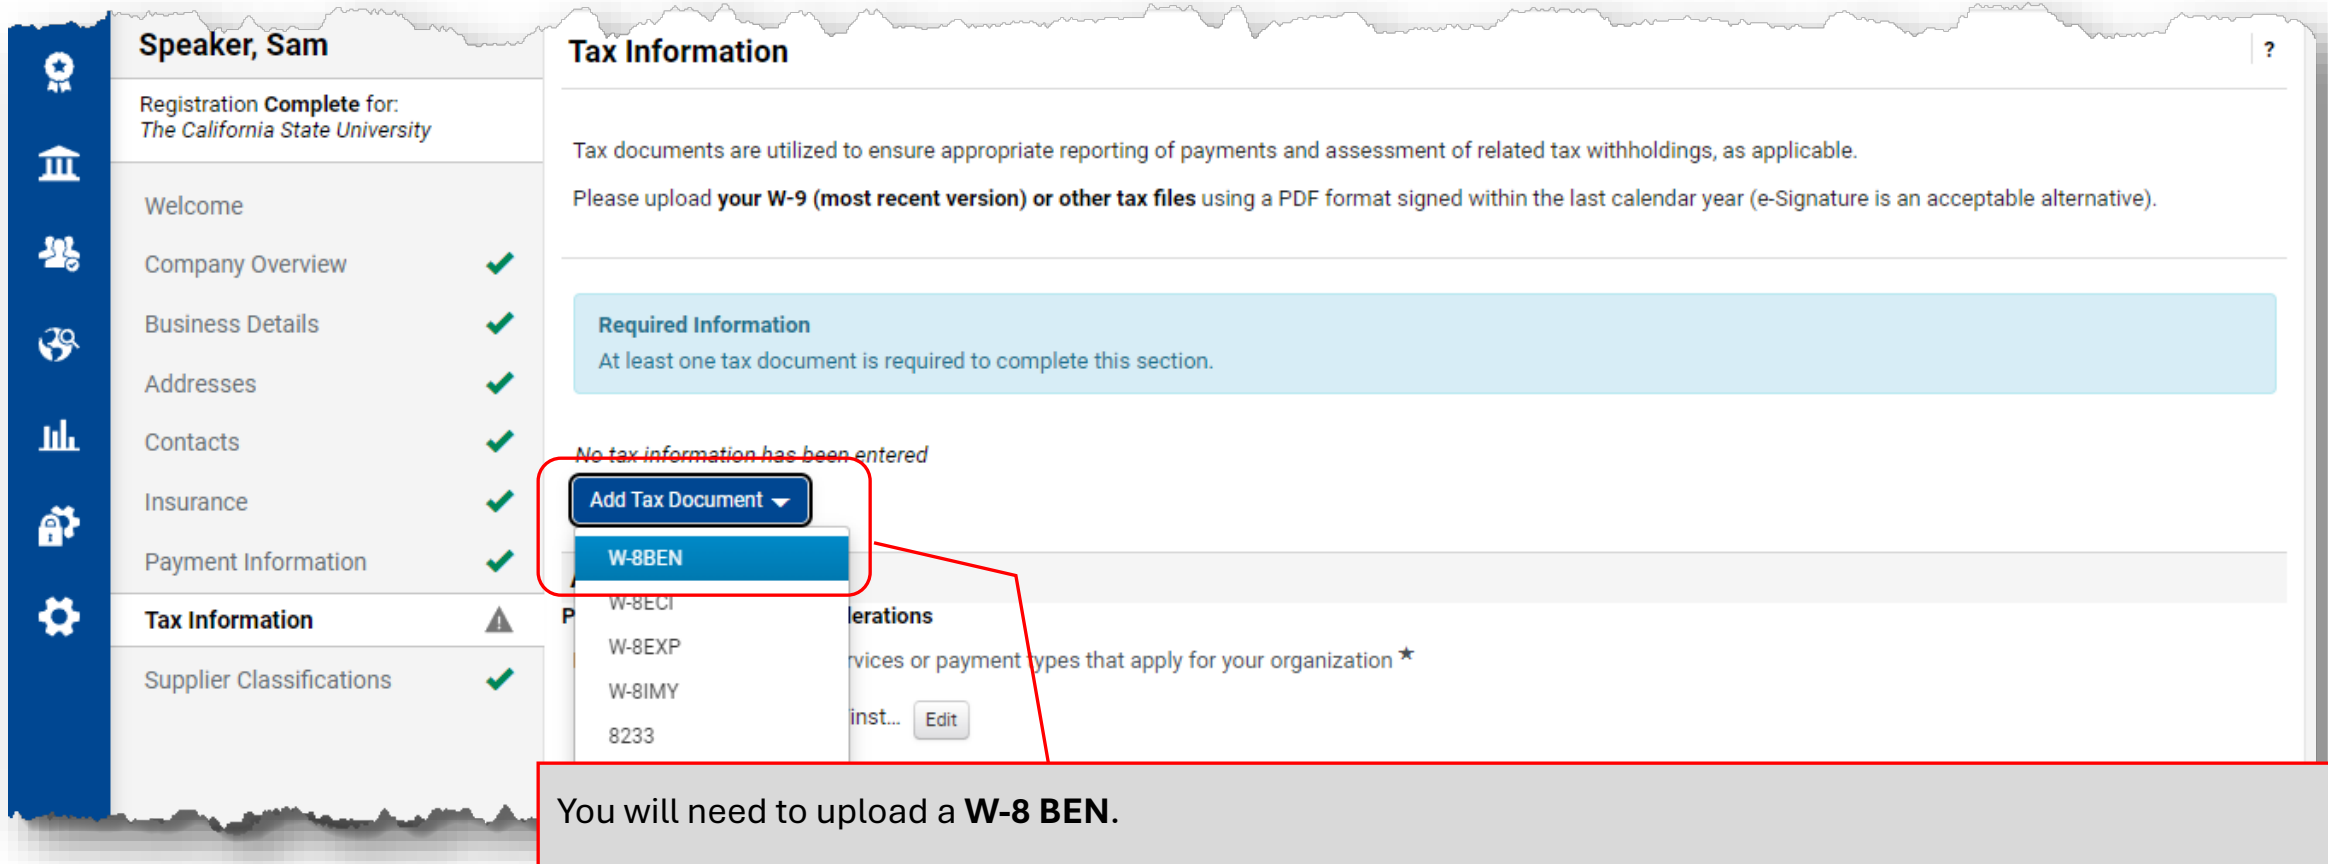 Speaker, Sam
Registration Complete for:
The California State University
Welcome
Company Overview
Business Details
Addresses
Contacts
Insurance
Payment Information
Tax Information
Supplier Classifications
Tax Information
?
Tax documents are utilized to ensure appropriate reporting of payments and assessment of related tax withholdings, as applicable.
Please upload your W-9 (most recent version) or other tax files using a PDF format signed within the last calendar year (e-Signature is an acceptable alternative).
Required Information
At least one tax document is required to complete this section.
No tax information has been entered
Add Tax Document
W-8BEN
W-8ECI
W-8EXP
W-8IMY
8233
P
lerations
rvices or payment types that apply for your organization ★
inst... Edit
You will need to upload a W-8 BEN.